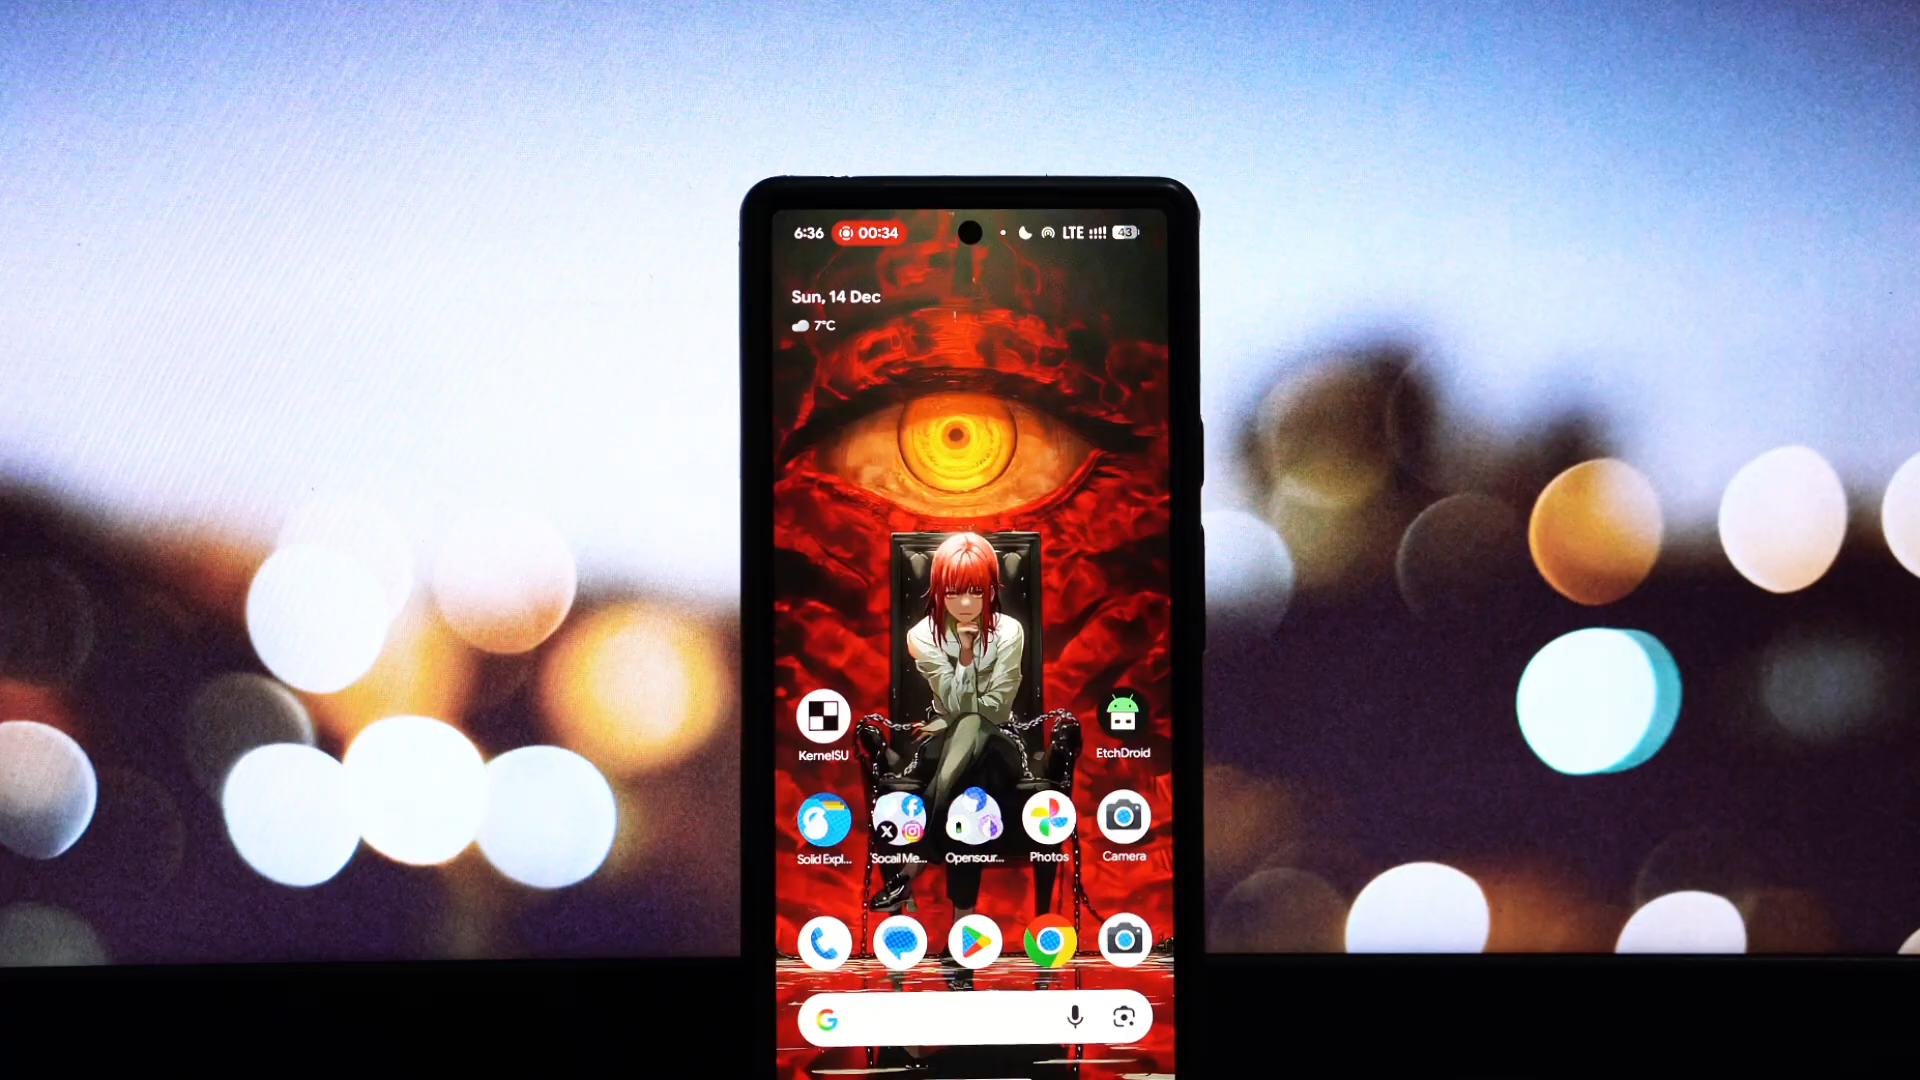 6:36 00:34 LTE 43
Sun, 14 Dec
7°C
KernelSU EtchDroid
Solid Expl... Socail Me... Opensour... Photos Camera